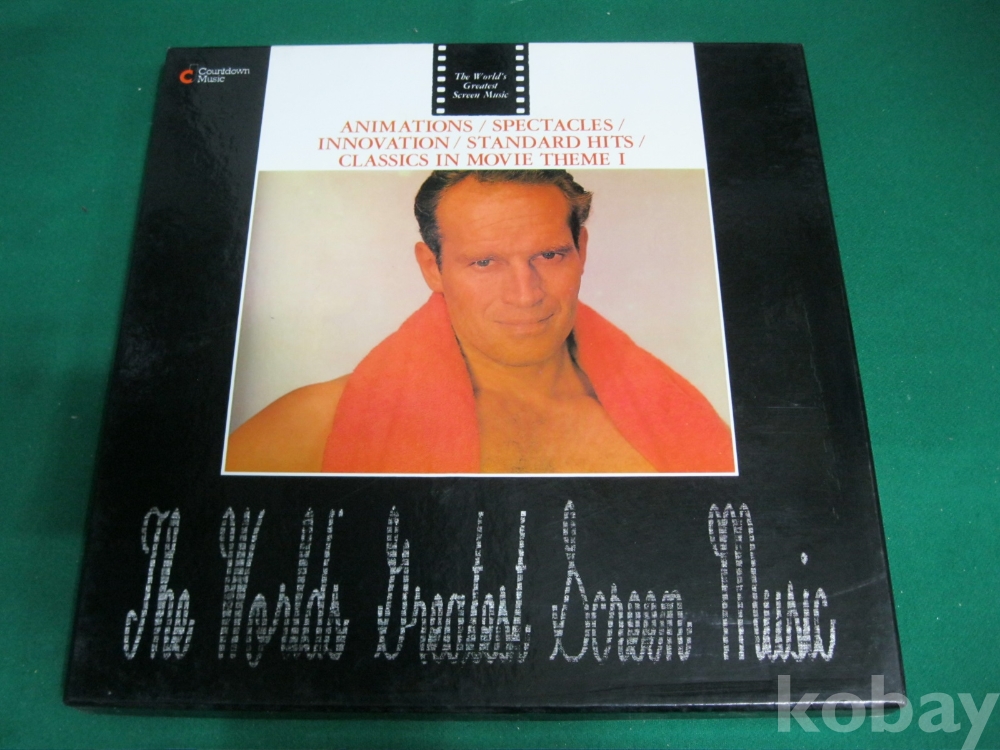 Countdown
Music
The World's
Greatest
Screen Music
ANIMATIONS / SPECTACLES /
INNOVATION / STANDARD HITS /
CLASSICS IN MOVIE THEME I
The World's Greatest Screen Music
kobay